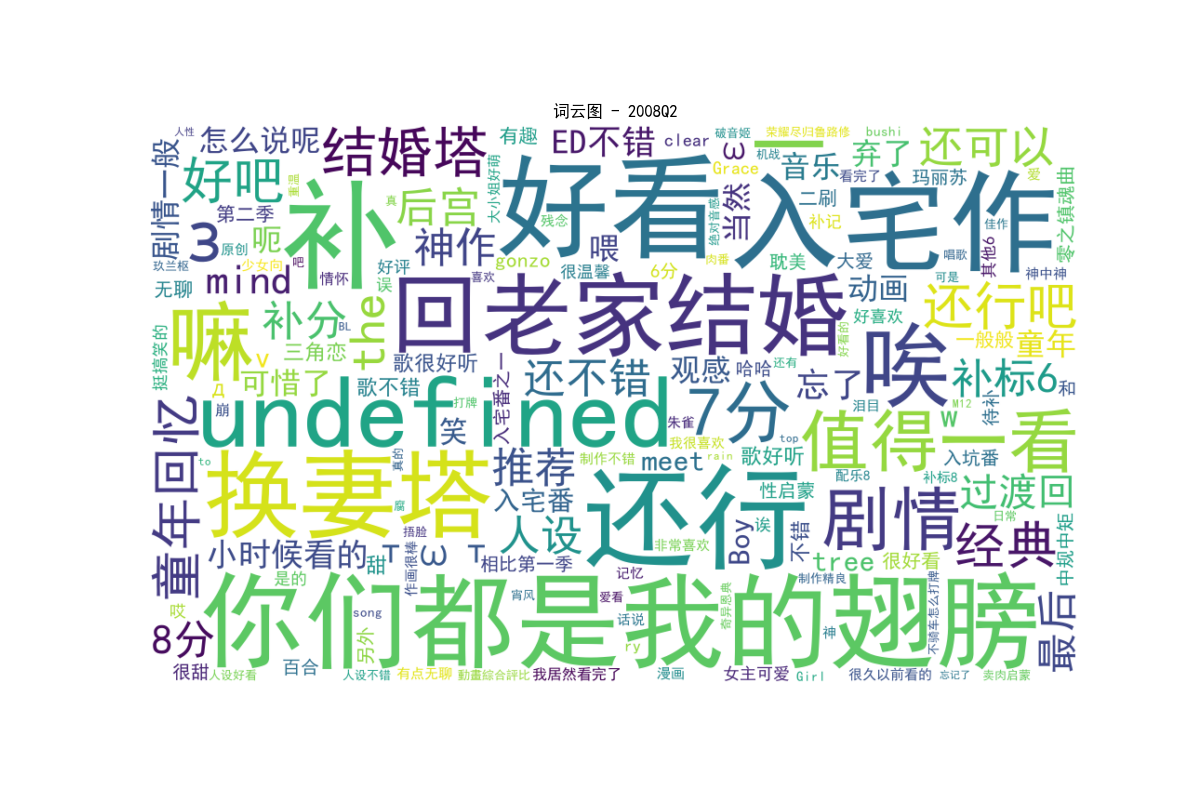 词云图 - 2008Q2
人性
怎么说呢
结婚塔
有趣
ED不错
clear
破音姬
荣耀尽归鲁路修
bushi
还可以
剧情一般
好吧
重温
补
真
后宫
大小姐好萌
好看
Grace
ω
机战
一
音乐
看完了
弃了
玛丽苏
爱
零之镇魂曲
第二季
3
呃
原创
神作
残念
喂
绝对音感
当然
二刷
补记
入宅作
佳作
玖兰枢
少女向
吧
情怀
好评
喜欢
gonzo
很温馨
6分
肉番
耽美
大爱
唱歌
其他6
神中神
无聊
mind
误
回老家结婚
动画
可是
还行吧
嘛
补分
BL
the
好看的
好喜欢
唉
一般般
童年
挺搞笑的
三角恋
v
歌很好听
入宅番之一
还不错
观感
哈哈
还有
忘了
补标6
和
д
可惜了
歌不错
崩
undefined
打牌
朱雀
7分
泪目
w
M12
待补
童年回忆
笑
我很喜欢
top
值得一看
to
换妻塔
真的
推荐
制作不错
meet
rain
歌好听
配乐8
入坑番
补标8
腐
入宅番
还行
性启蒙
剧情
过渡回
日常
捂脸
人设
Boy
诶
不错
经典
中规中矩
小时候看的
甜
т
ω
т
作画很棒
相比第一季
非常喜欢
tree
很好看
是的
记忆
制作精良
不骑车怎么打牌
哎
你们都是我的翅膀
宵风
爱看
奇异恩典
最后
8分
song
另外
话说
ry
神
很甜
人设好看
百合
人设不错
有点无聊
動畫綜合評比
我居然看完了
漫画
女主可爱
Girl
很久以前看的
忘记了
卖肉启蒙